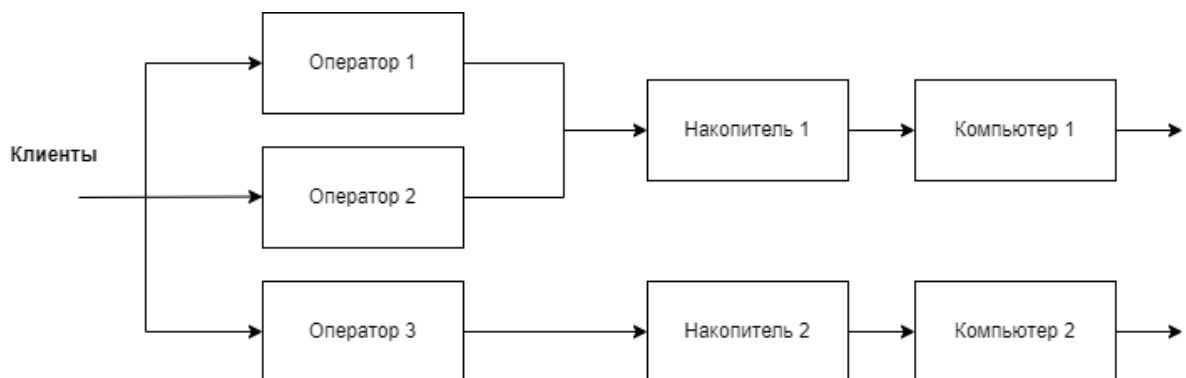 Оператор 1
Накопитель 1
Компьютер 1
Клиенты
Оператор 2
Оператор 3
Накопитель 2
Компьютер 2